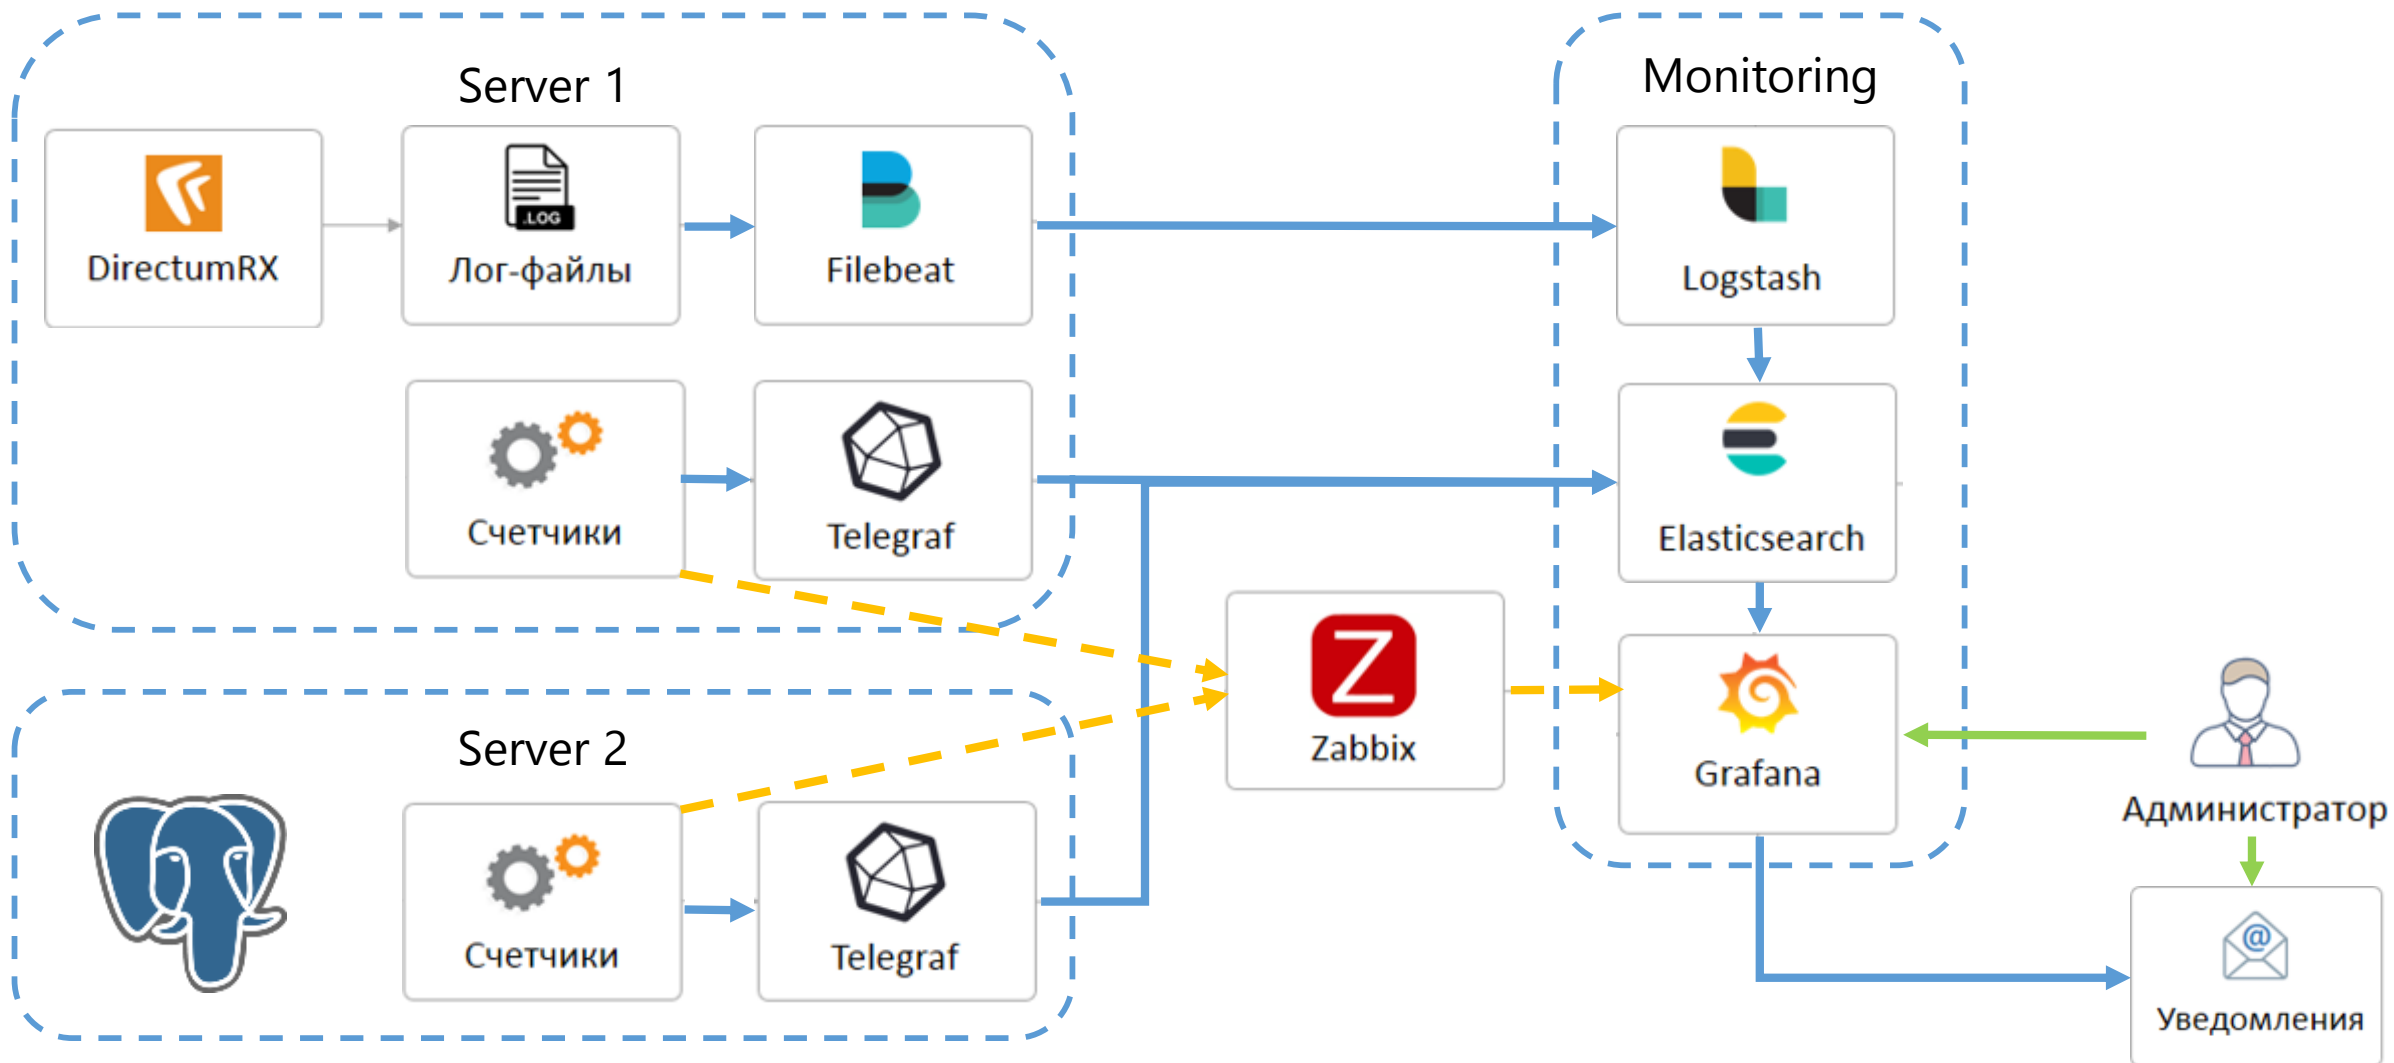 Server 1
Monitoring
DirectumRX
.LOG
Лог-файлы
Filebeat
Logstash
Счетчики
Telegraf
Elasticsearch
Z
Zabbix
Grafana
Администратор
Server 2
Счетчики
Telegraf
@
Уведомления